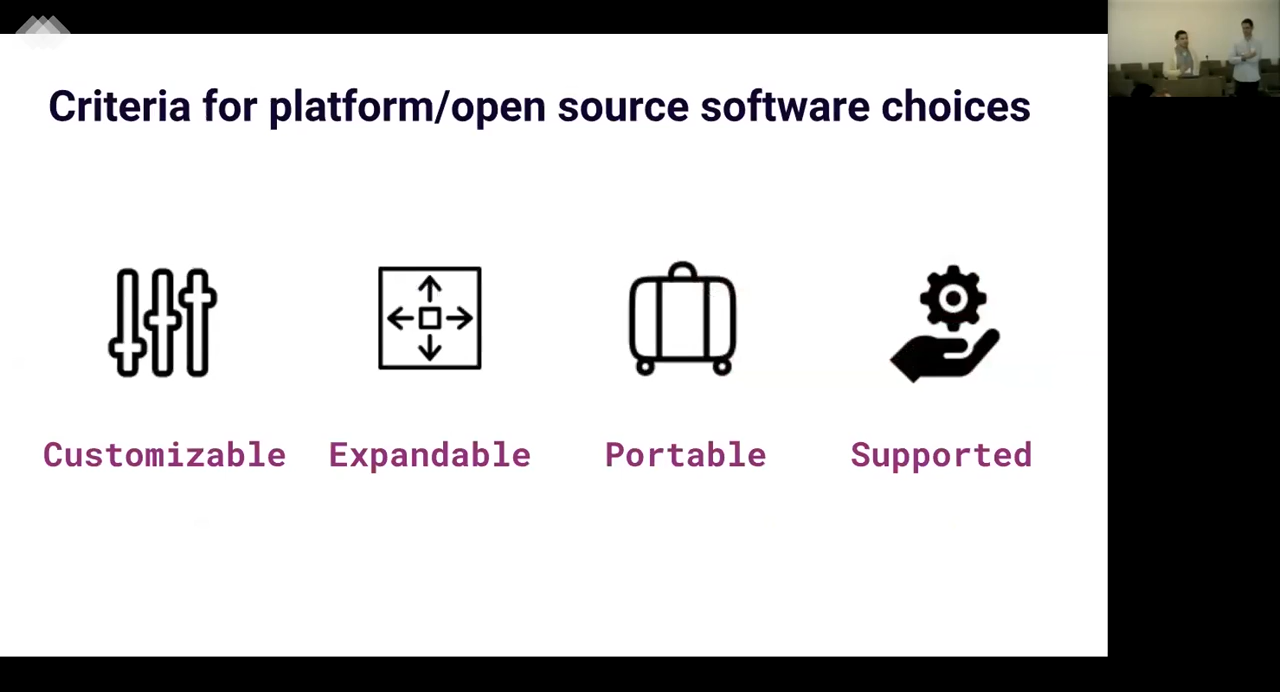 Criteria for platform/open source software choices
Customizable
Expandable
Portable
Supported